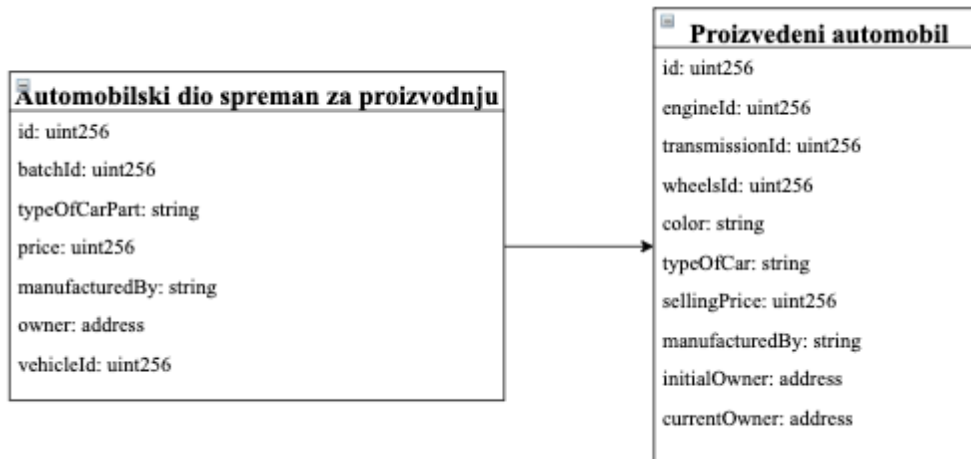 Automobilski dio spreman za proizvodnju
id: uint256
batchId: uint256
typeOfCarPart: string
price: uint256
manufacturedBy: string
owner: address
vehicleId: uint256
Proizvedeni automobil
id: uint256
engineId: uint256
transmissionId: uint256
wheelsId: uint256
color: string
typeOfCar: string
sellingPrice: uint256
manufacturedBy: string
initialOwner: address
currentOwner: address